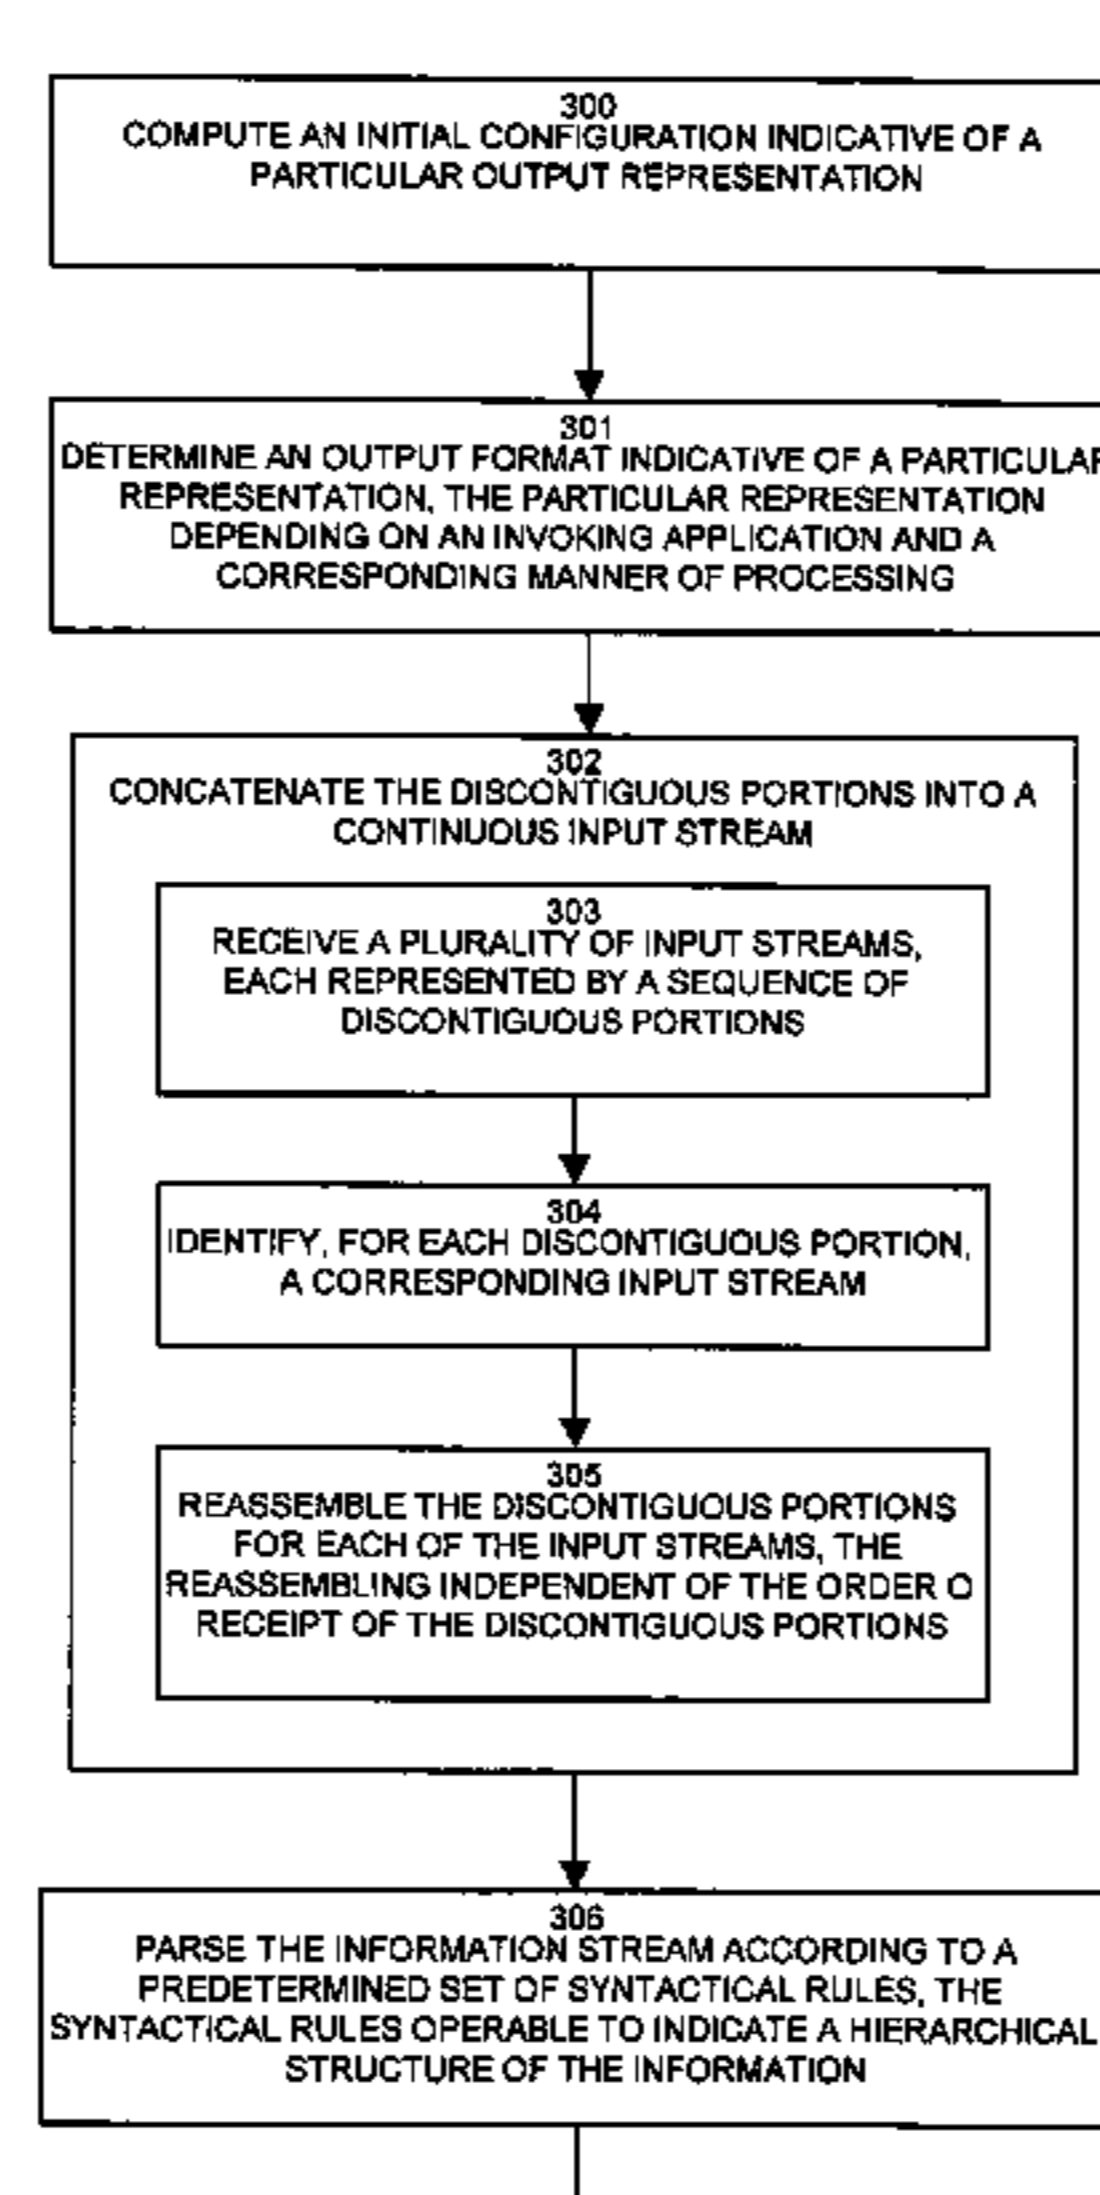 300
COMPUTE AN INITIAL CONFIGURATION INDICATIVE OF A
PARTICULAR OUTPUT REPRESENTATION
301
DETERMINE AN OUTPUT FORMAT INDICATIVE OF A PARTICULAR
REPRESENTATION, THE PARTICULAR REPRESENTATION
DEPENDING ON AN INVOKING APPLICATION AND A
CORRESPONDING MANNER OF PROCESSING
302
CONCATENATE THE DISCONTIGUOUS PORTIONS INTO A
CONTINUOUS INPUT STREAM
303
RECEIVE A PLURALITY OF INPUT STREAMS,
EACH REPRESENTED BY A SEQUENCE OF
DISCONTIGUOUS PORTIONS
304
IDENTIFY, FOR EACH DISCONTIGUOUS PORTION,
A CORRESPONDING INPUT STREAM
305
REASSEMBLE THE DISCONTIGUOUS PORTIONS
FOR EACH OF THE INPUT STREAMS, THE
REASSEMBLING INDEPENDENT OF THE ORDER O
RECEIPT OF THE DISCONTIGUOUS PORTIONS
306
PARSE THE INFORMATION STREAM ACCORDING TO A
PREDETERMINED SET OF SYNTACTICAL RULES, THE
SYNTACTICAL RULES OPERABLE TO INDICATE A HIERARCHICAL
STRUCTURE OF THE INFORMATION